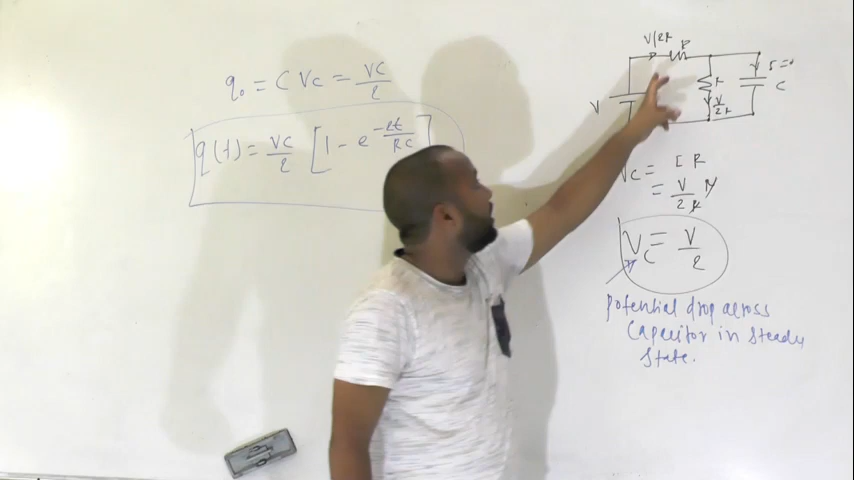 q₀ = C Vc = VC/2
q(t) = VC/2 [1 - e^(-2t/RC)]
V/2R
R
I=0
V
R
C
V/2R
Vc = I R
= V/2R R
Vc = V/2
Potential drop across
Capacitor in steady
state.